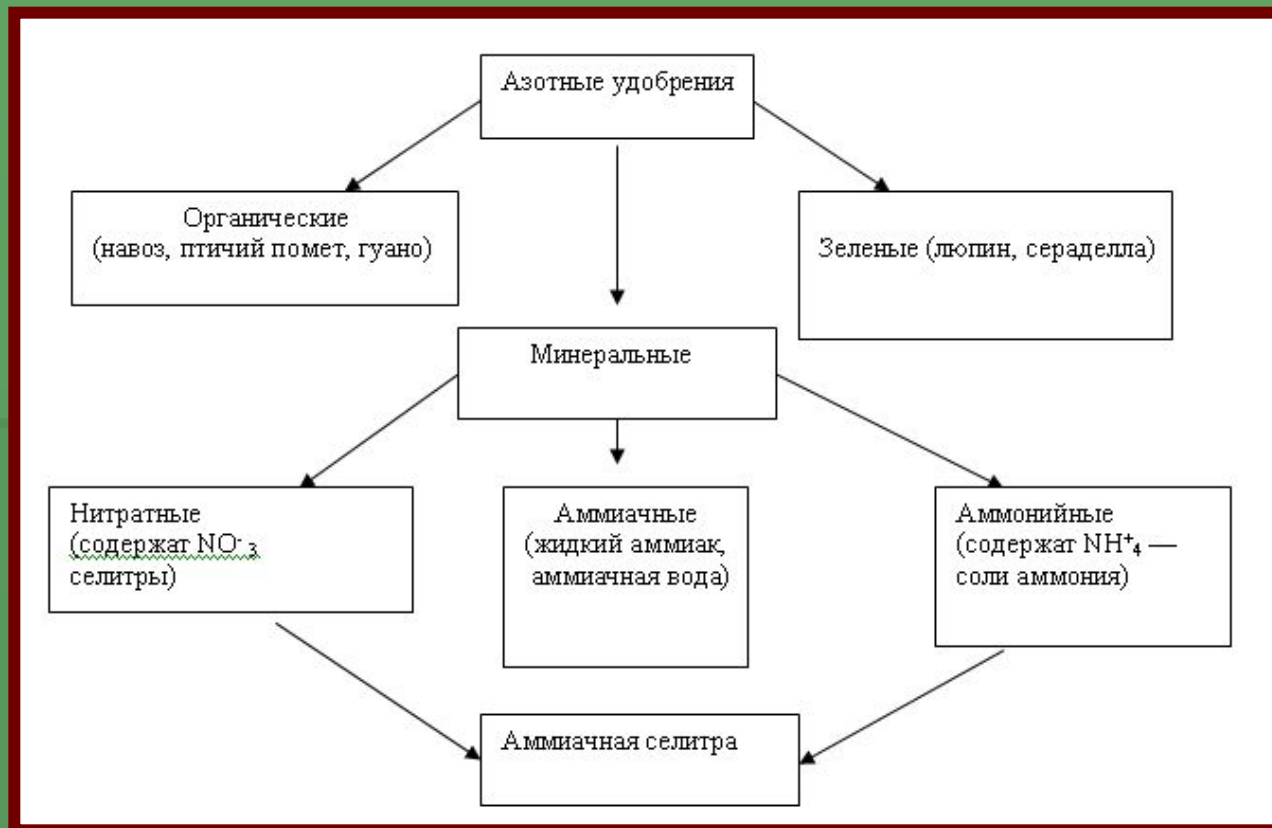 Азотные удобрения
Органические
(навоз, птичий помет, гуано)
Зеленые (люпин, сераделла)
Минеральные
Нитратные
(содержат NO⁻₃
селитры)
Аммиачные
(жидкий аммиак,
аммиачная вода)
Аммонийные
(содержат NH⁺₄ —
соли аммония)
Аммиачная селитра